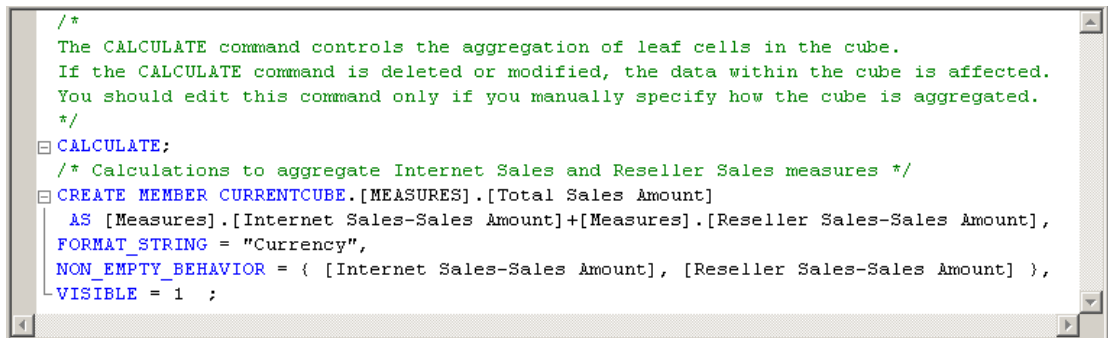 /*
The CALCULATE command controls the aggregation of leaf cells in the cube.
If the CALCULATE command is deleted or modified, the data within the cube is affected.
You should edit this command only if you manually specify how the cube is aggregated.
*/
CALCULATE;
/* Calculations to aggregate Internet Sales and Reseller Sales measures */
CREATE MEMBER CURRENTCUBE.[MEASURES].[Total Sales Amount]
AS [Measures].[Internet Sales-Sales Amount]+[Measures].[Reseller Sales-Sales Amount],
FORMAT_STRING = "Currency",
NON_EMPTY_BEHAVIOR = { [Internet Sales-Sales Amount], [Reseller Sales-Sales Amount] },
VISIBLE = 1  ;